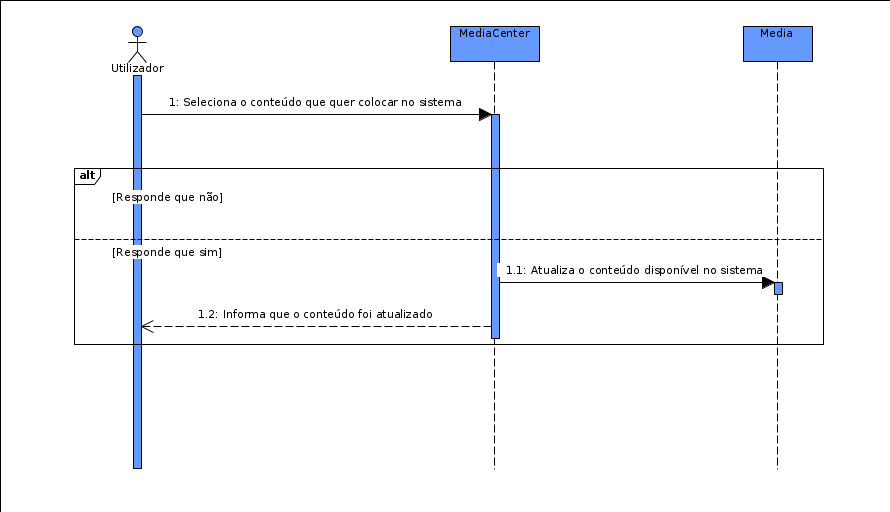 MediaCenter
Media
Utilizador
1: Seleciona o conteúdo que quer colocar no sistema
alt
[Responde que não]
[Responde que sim]
1.1: Atualiza o conteúdo disponível no sistema
1.2: Informa que o conteúdo foi atualizado